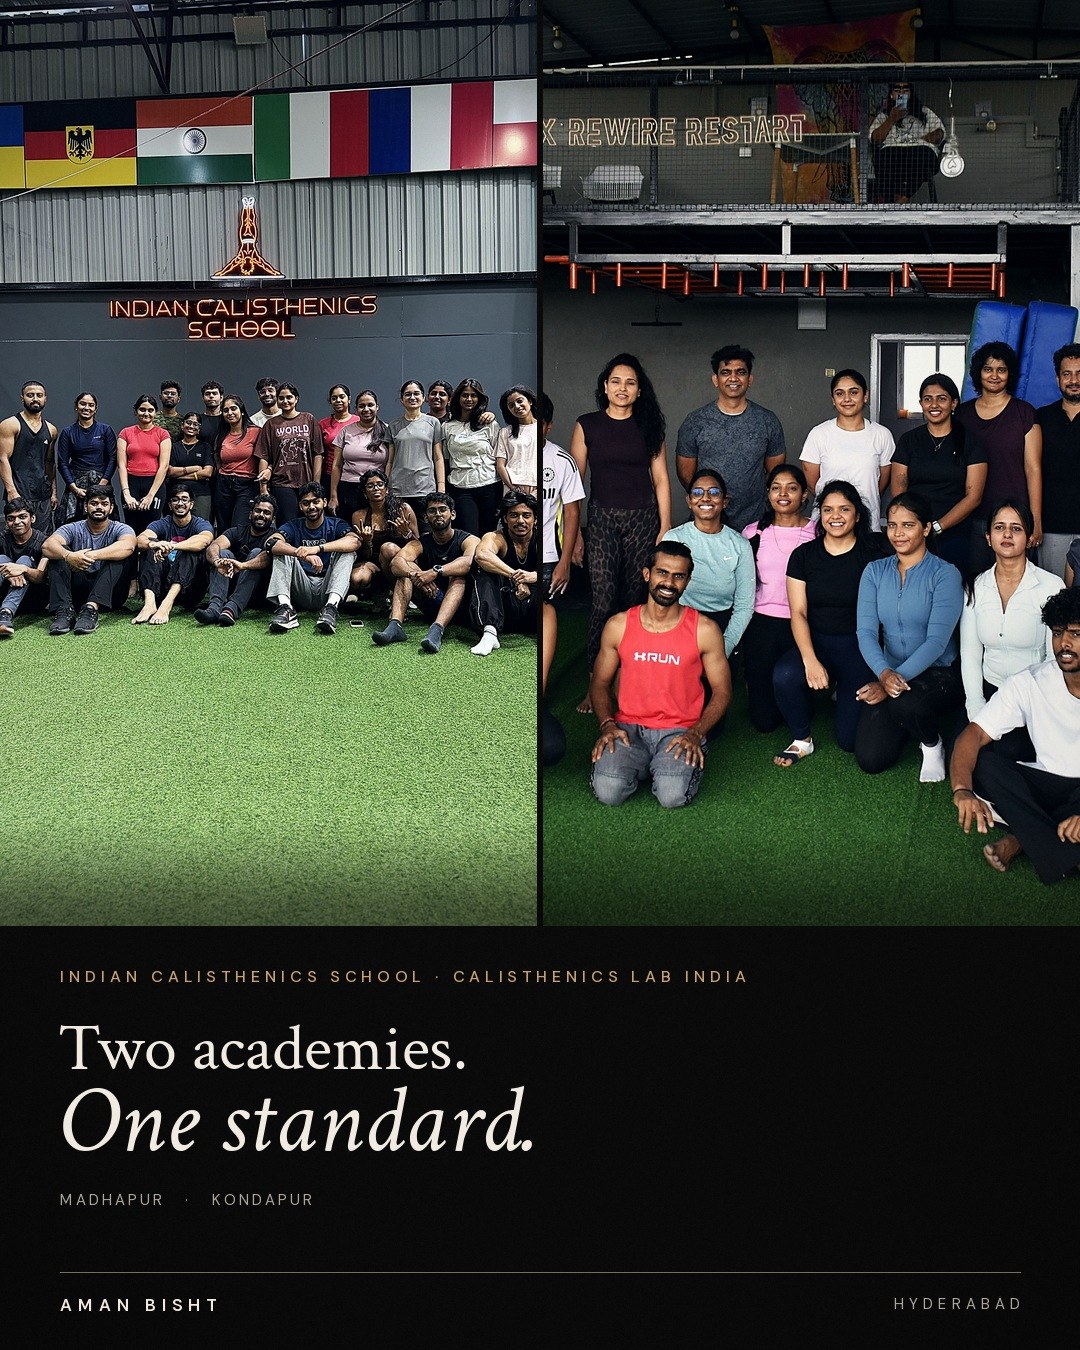 X REWIRE RESTART
INDIAN CALISTHENICS
SCHOOL
WORLD
RUN
INDIAN CALISTHENICS SCHOOL · CALISTHENICS LAB INDIA
Two academies.
One standard.
MADHAPUR · KONDAPUR
AMAN BISHT
HYDERABAD